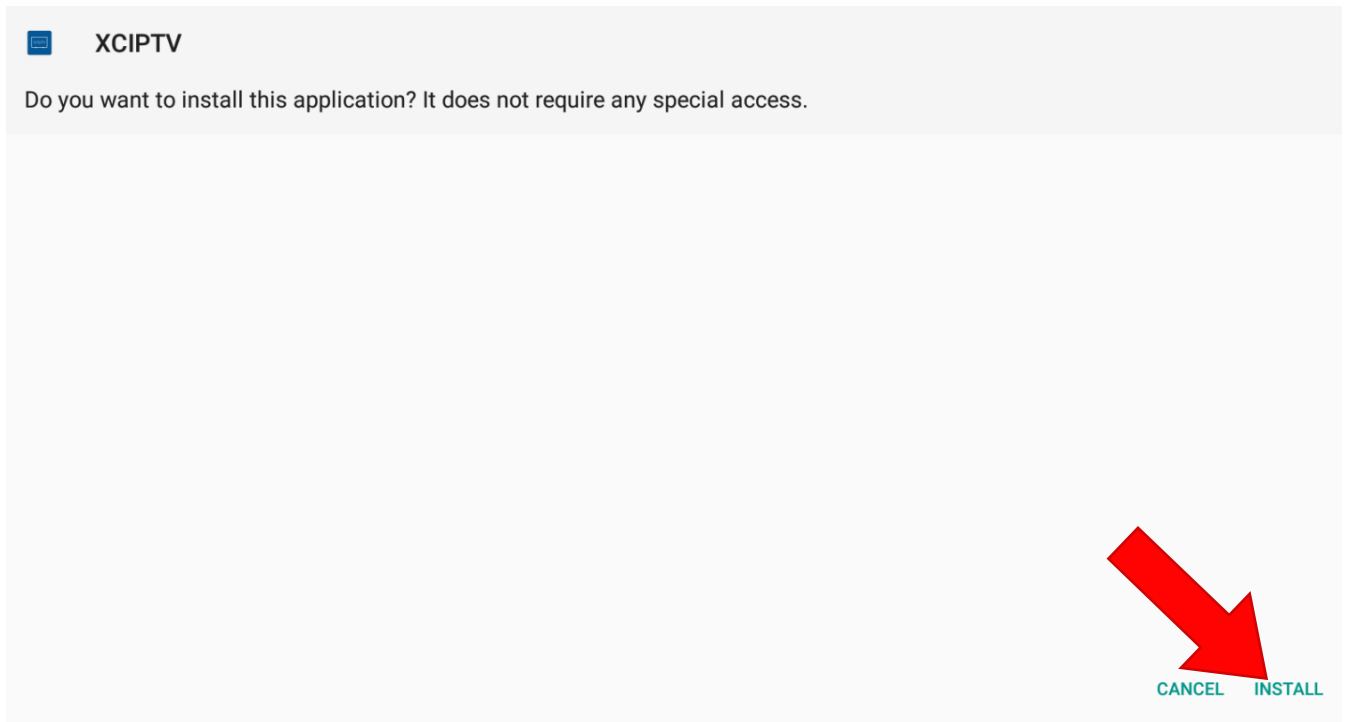 XCIPTV
Do you want to install this application? It does not require any special access.
CANCEL INSTALL